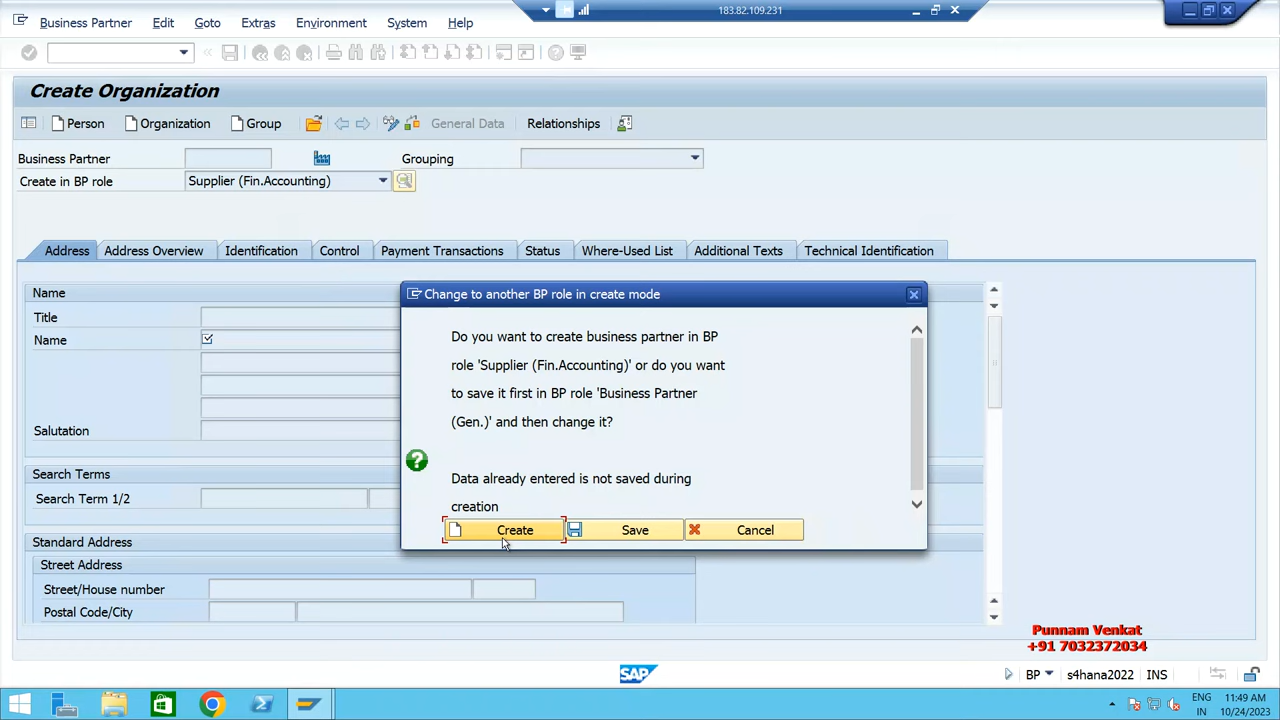 Business Partner Edit Goto Extras Environment System Help
183.82.109.231
Create Organization
Person Organization Group General Data Relationships
Business Partner Grouping
Create in BP role Supplier (Fin.Accounting)
Address Address Overview Identification Control Payment Transactions Status Where-Used List Additional Texts Technical Identification
Name
Title
Name
Salutation
Search Terms
Search Term 1/2
Standard Address
Street Address
Street/House number
Postal Code/City
Change to another BP role in create mode
Do you want to create business partner in BP
role 'Supplier (Fin.Accounting)' or do you want
to save it first in BP role 'Business Partner
(Gen.)' and then change it?
Data already entered is not saved during
creation
Create Save Cancel
Punnam Venkat
+91 7032372034
SAP
BP s4hana2022 INS
ENG 11:49 AM
IN 10/24/2023